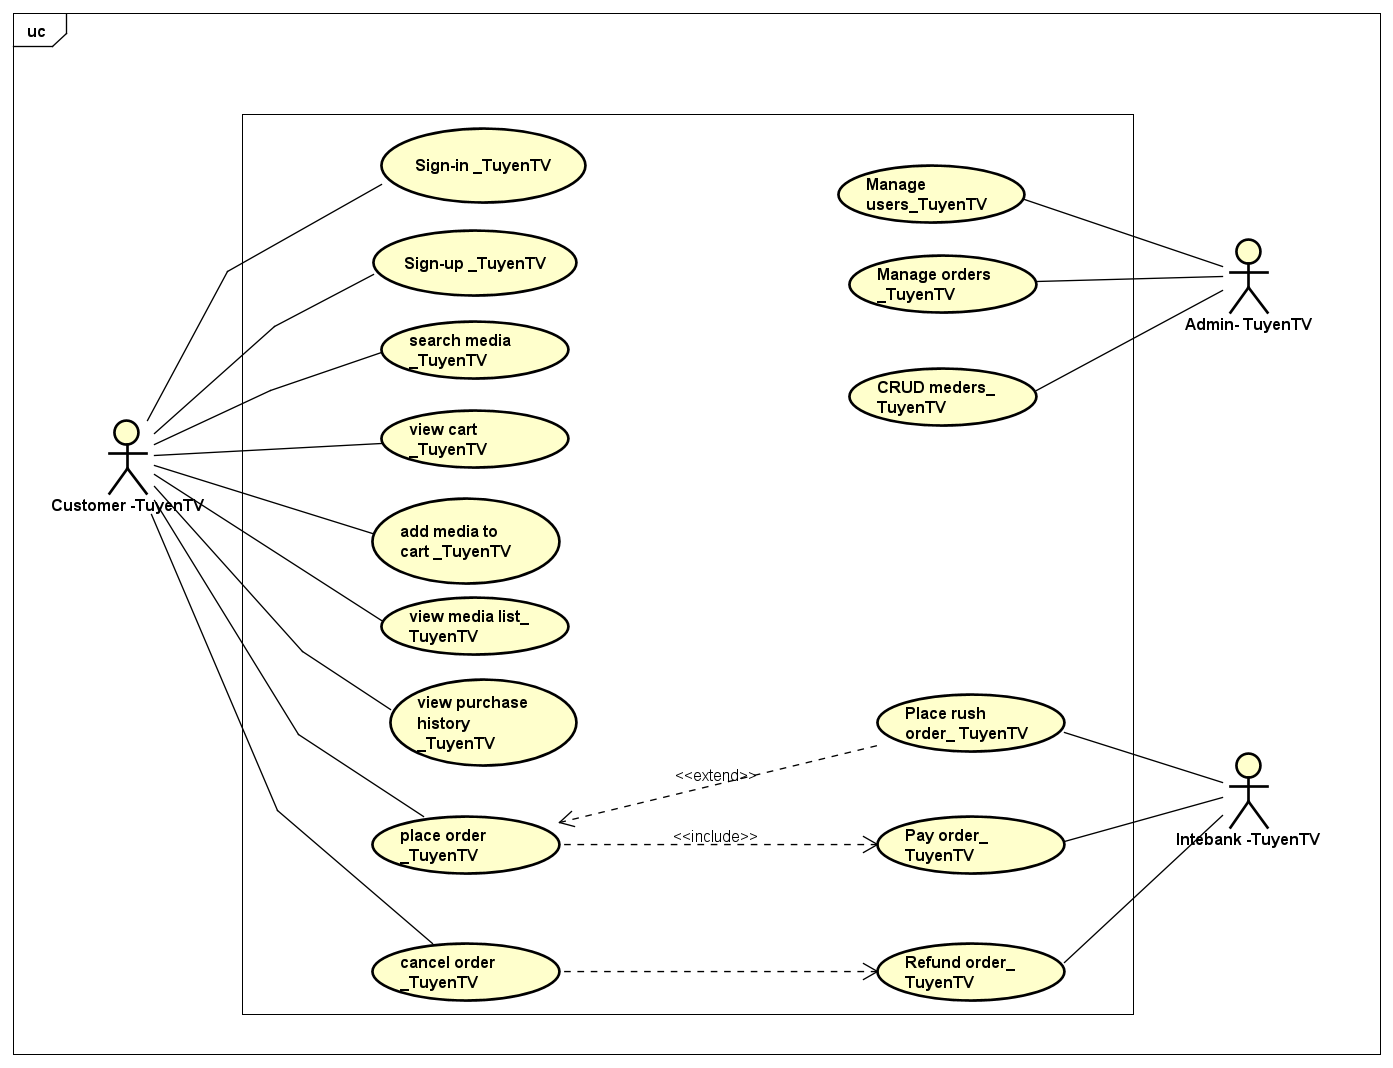 uc
Sign-in _TuyenTV
Sign-up _TuyenTV
search media
_TuyenTV
view cart
_TuyenTV
Customer -TuyenTV
add media to
cart _TuyenTV
view media list_
TuyenTV
view purchase
history
_TuyenTV
place order
_TuyenTV
cancel order
_TuyenTV
<<extend>>
<<include>>
Manage
users_TuyenTV
Manage orders
_TuyenTV
CRUD meders_
TuyenTV
Admin- TuyenTV
Place rush
order_ TuyenTV
Pay order_
TuyenTV
Refund order_
TuyenTV
Intebank -TuyenTV